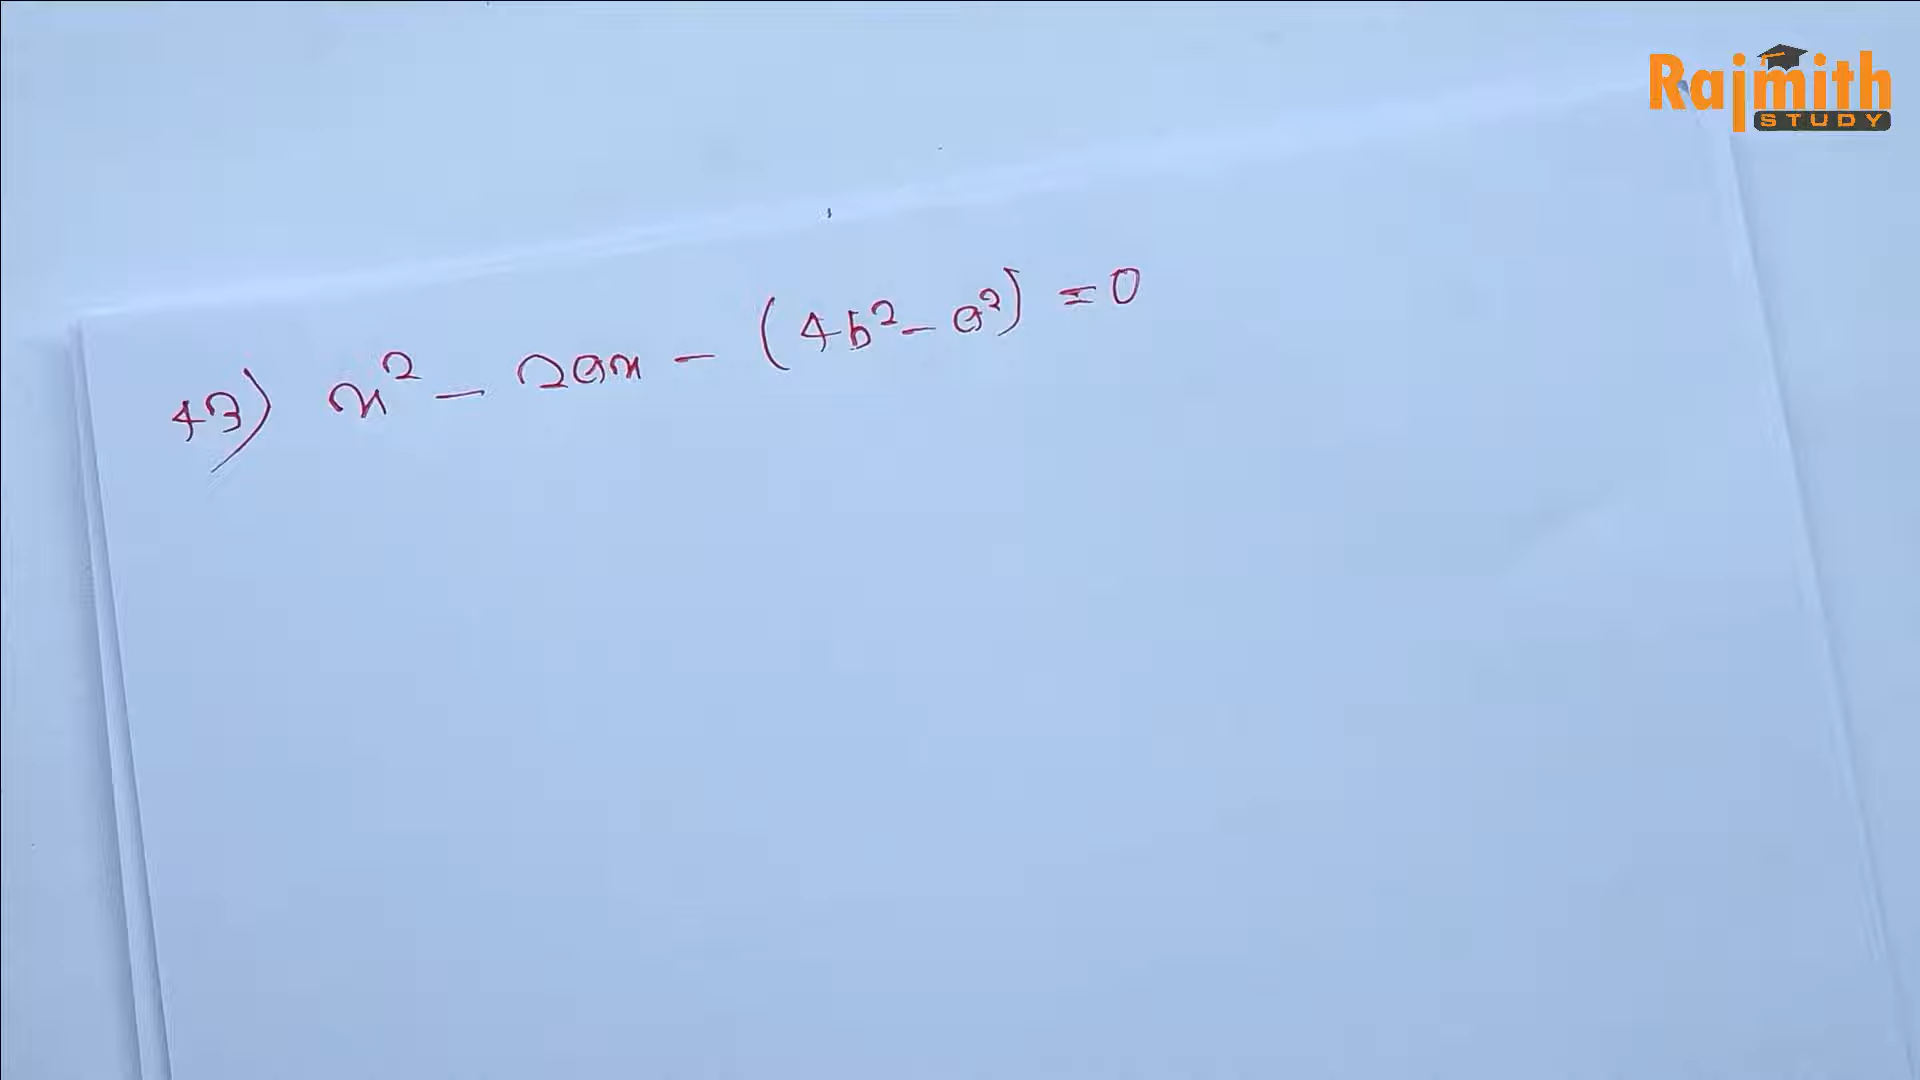 Rajmith
STUDY
43) x² - 2ax - (4b² - a²) = 0